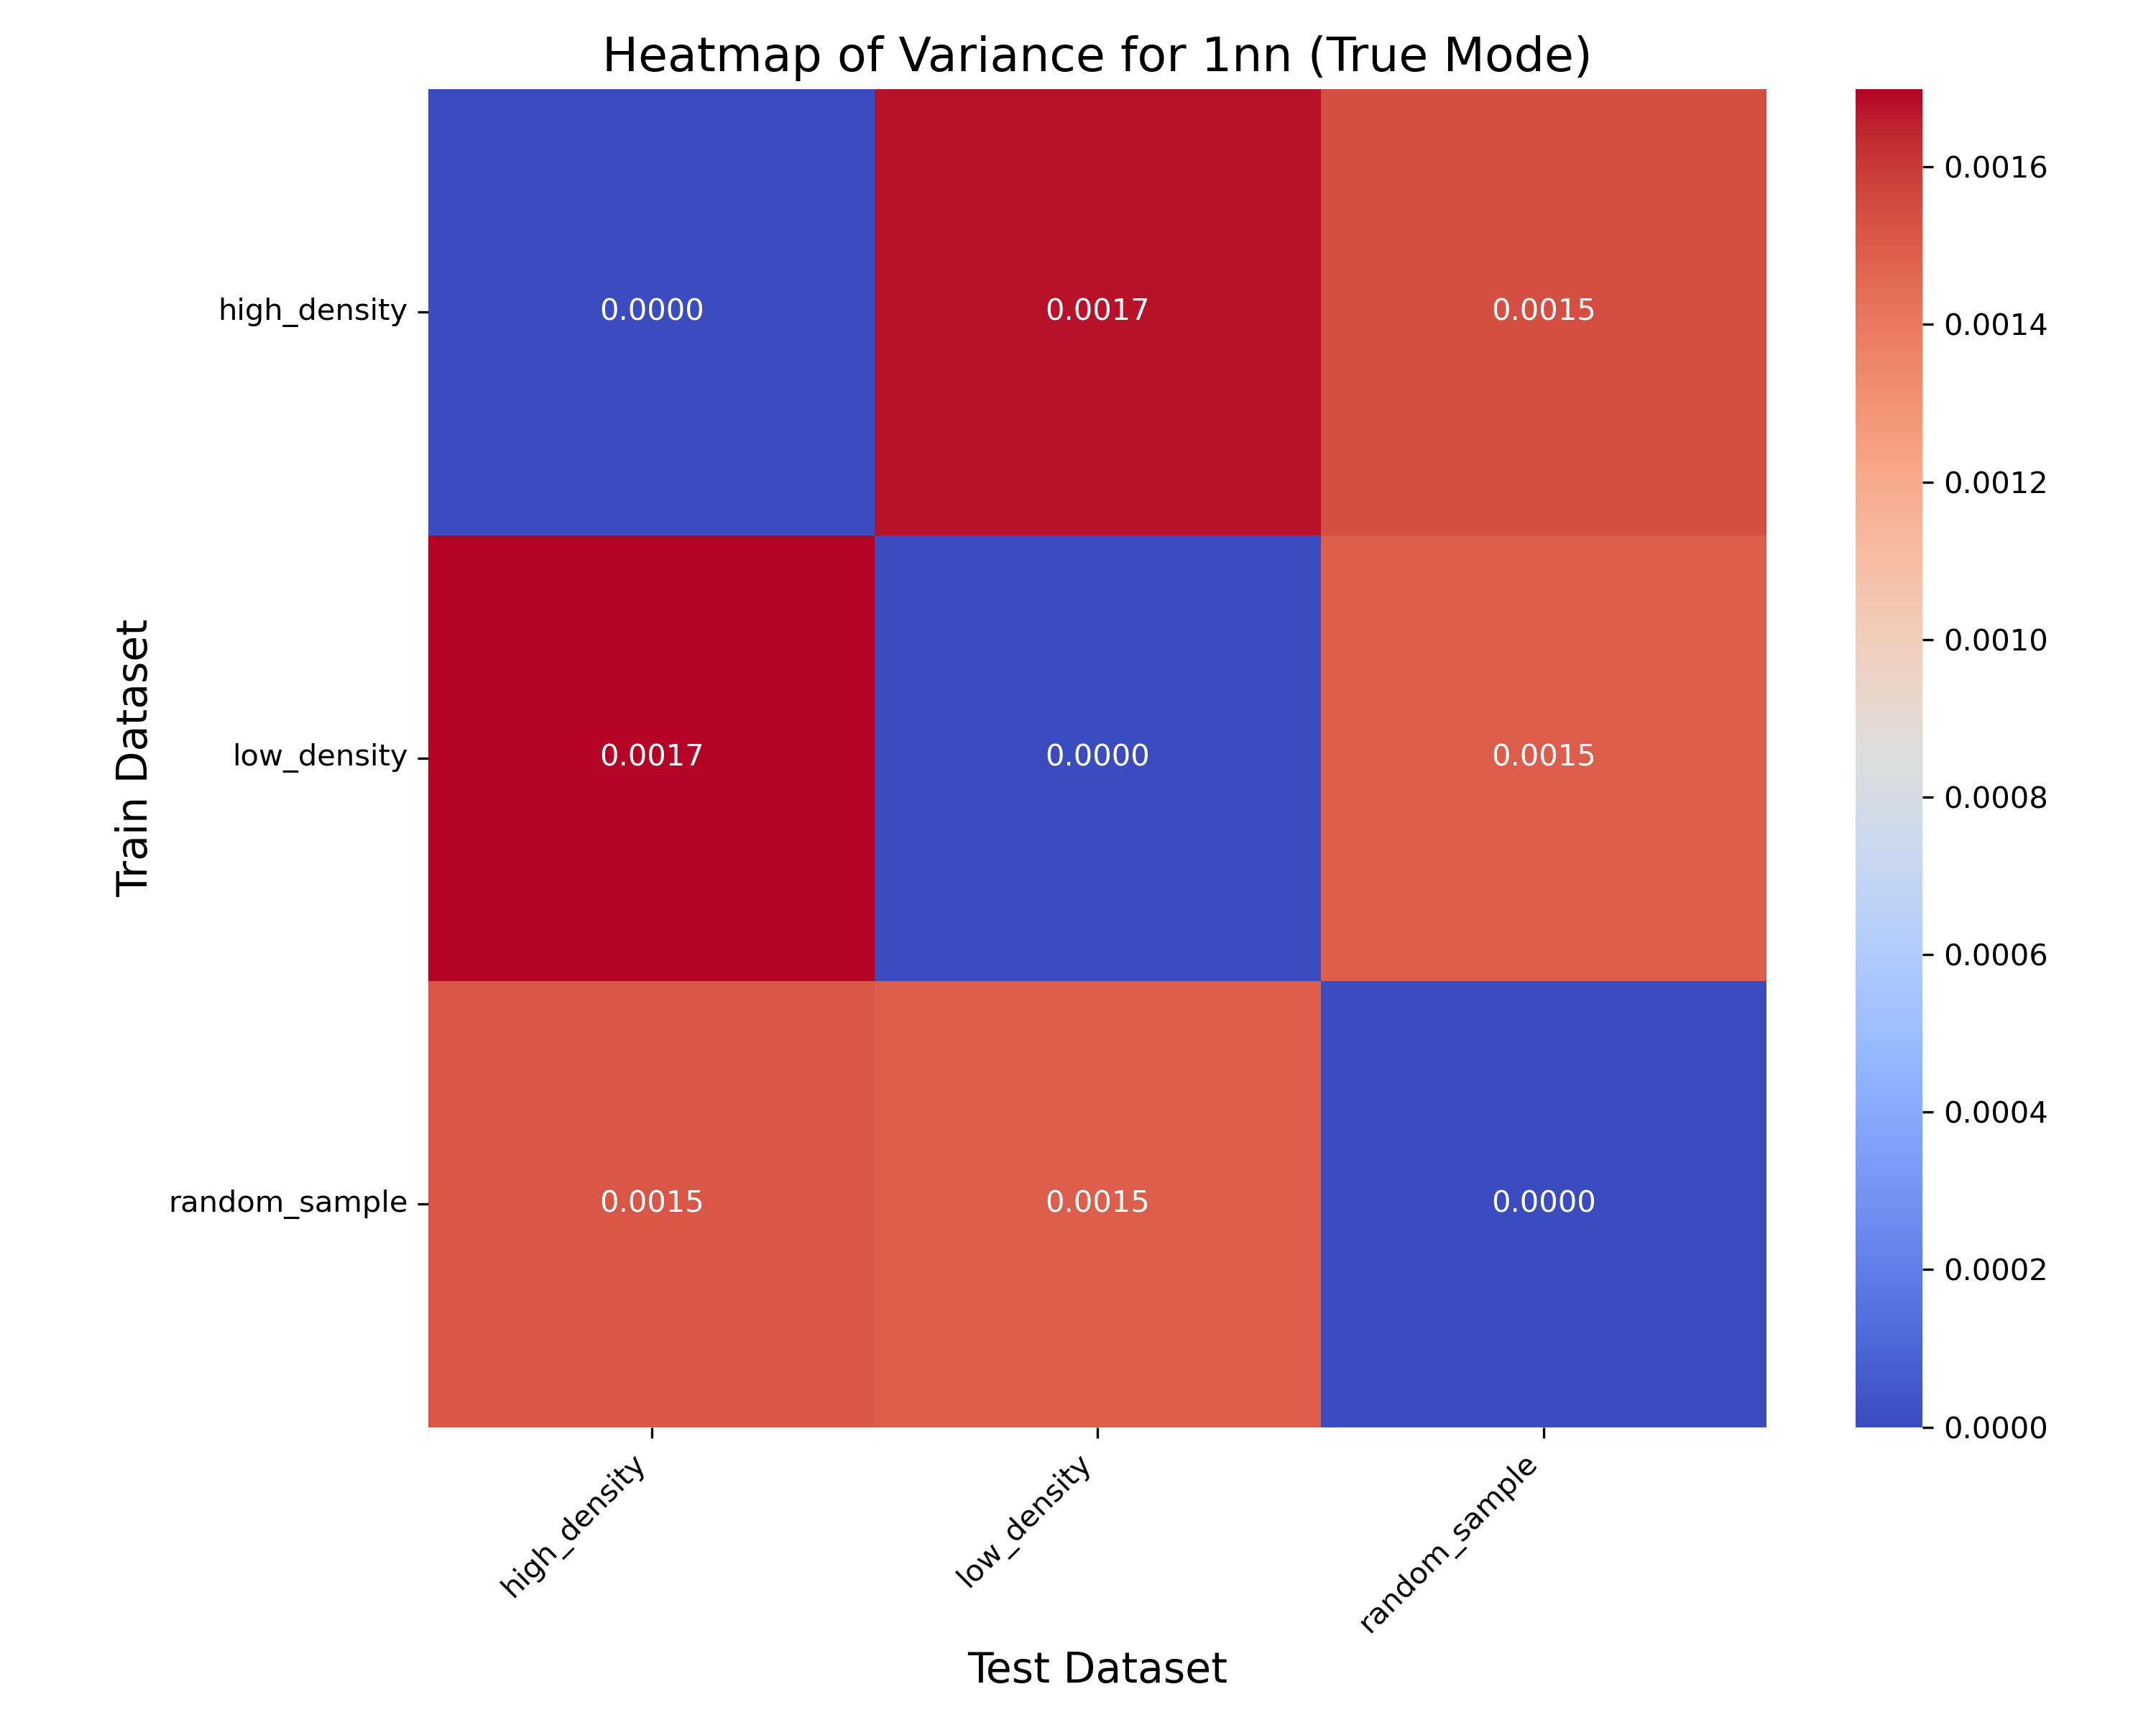 Heatmap of Variance for 1nn (True Mode)
high_density
0.0000
0.0017
0.0015
low_density
0.0017
0.0000
0.0015
random_sample
0.0015
0.0015
0.0000
Train Dataset
high_density
low_density
random_sample
Test Dataset
0.0016
0.0014
0.0012
0.0010
0.0008
0.0006
0.0004
0.0002
0.0000